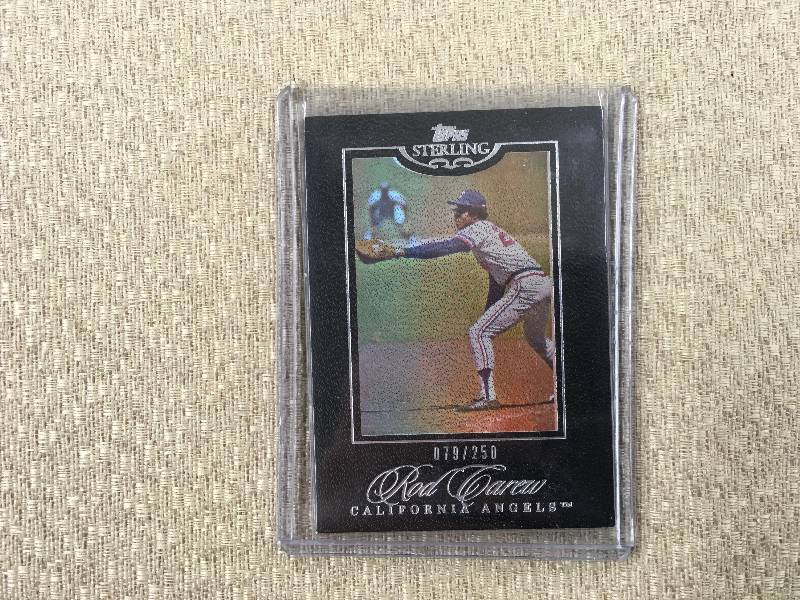 Topps
STERLING
079/250
Rod Carew
CALIFORNIA ANGELS™